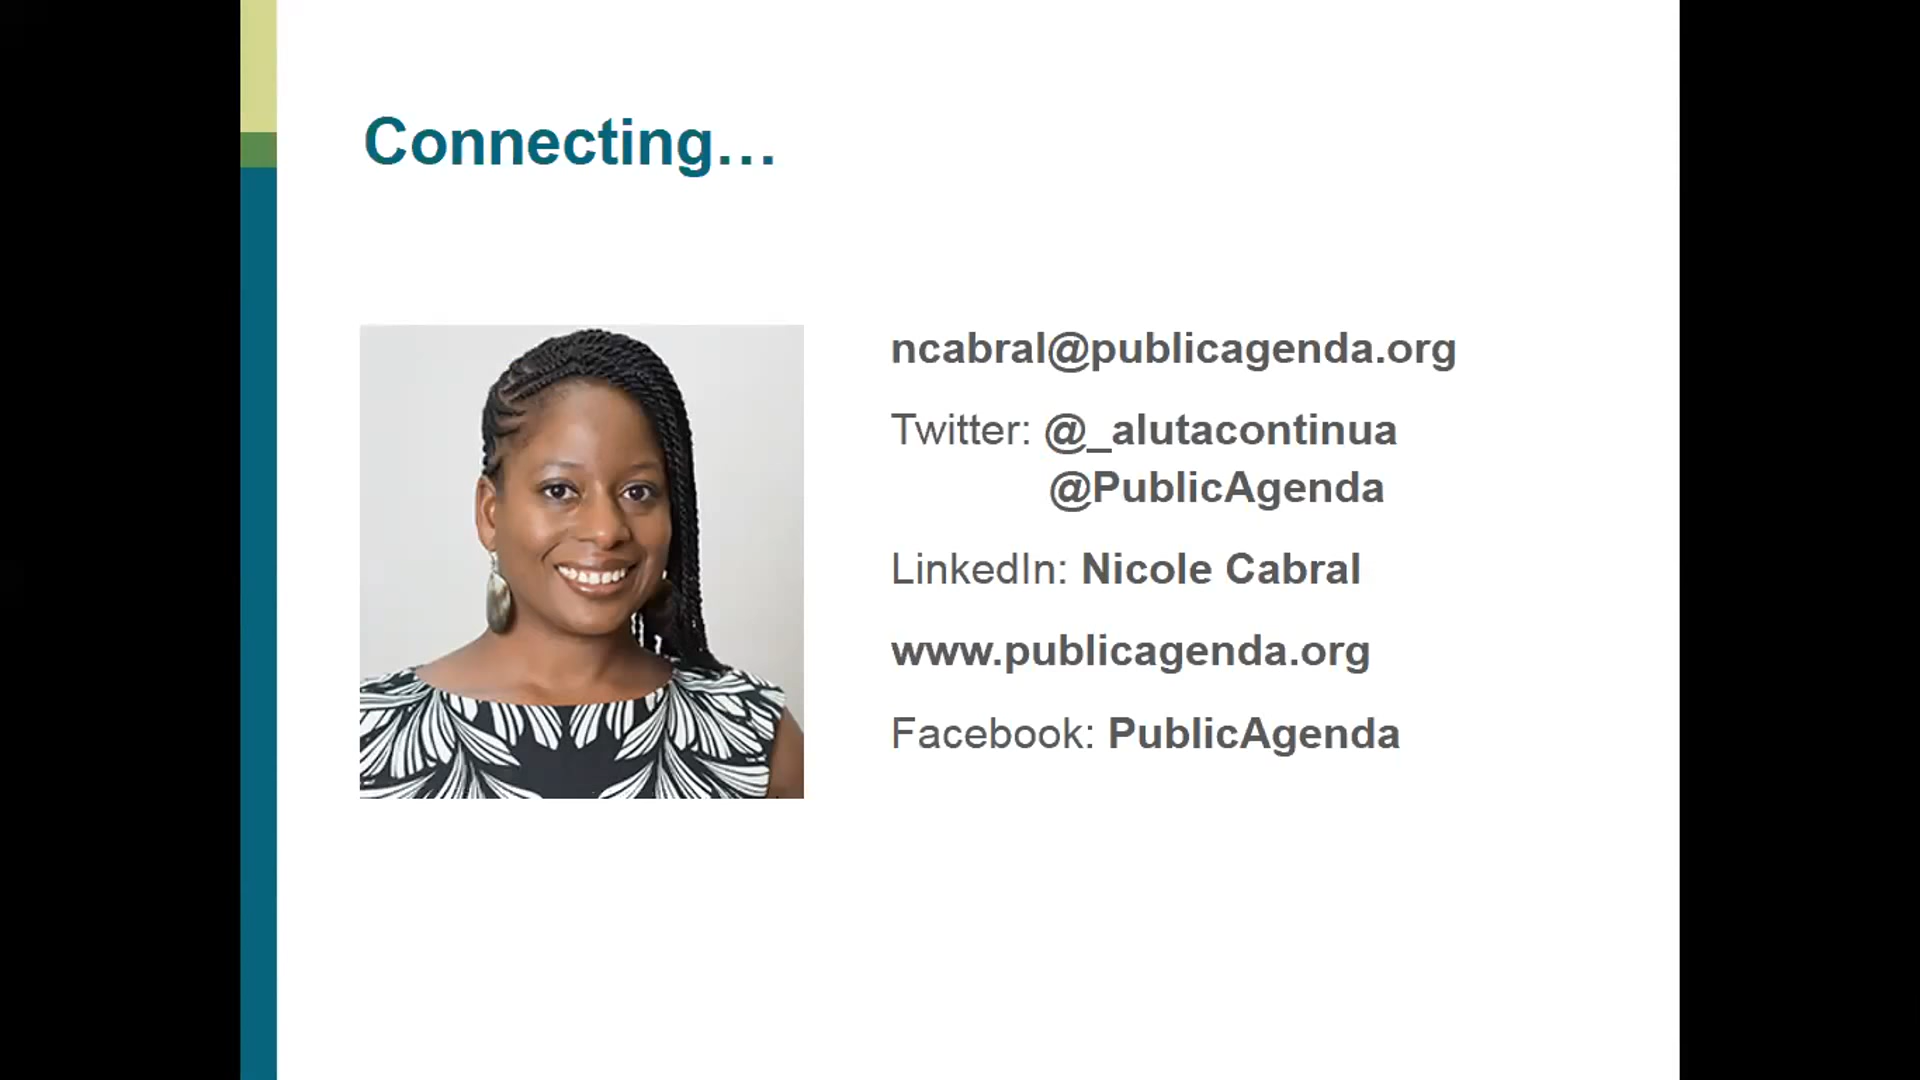 Connecting…
ncabral@publicagenda.org
Twitter: @_alutacontinua
@PublicAgenda
LinkedIn: Nicole Cabral
www.publicagenda.org
Facebook: PublicAgenda